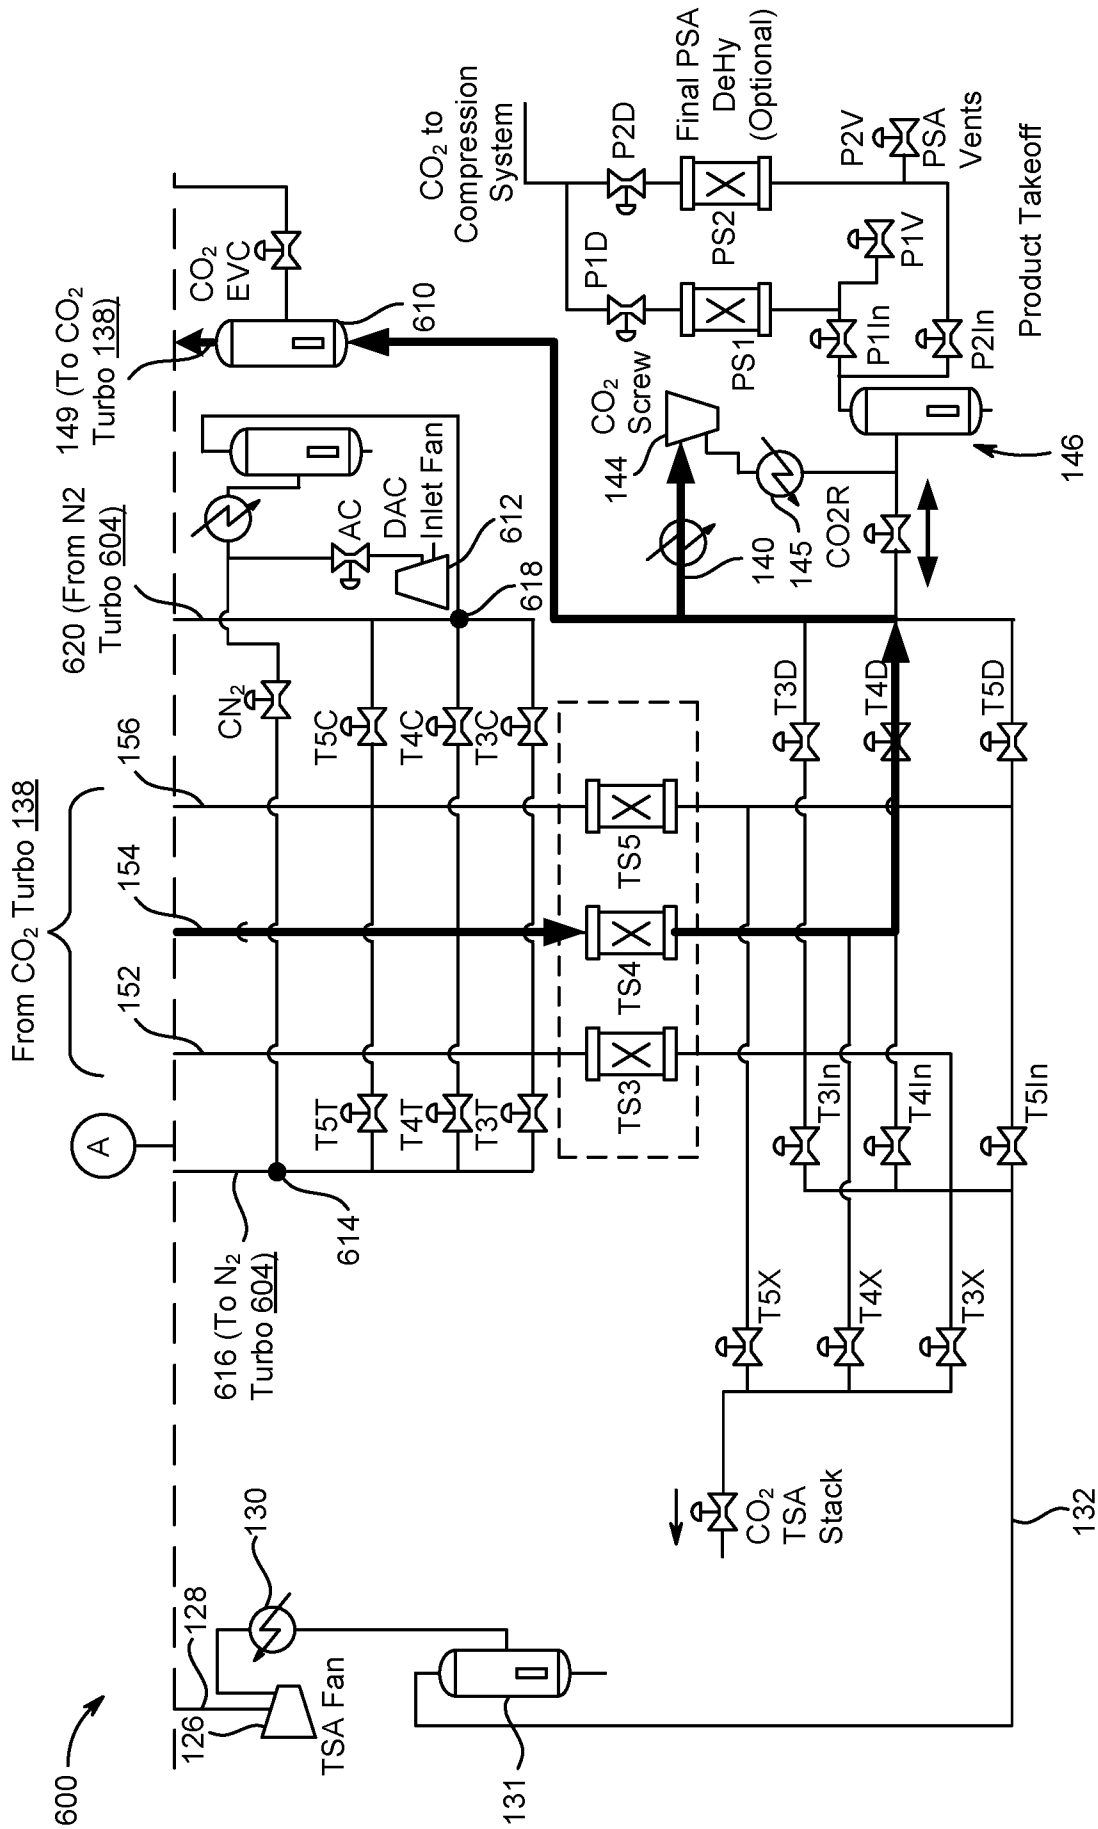 600
126
128
TSA Fan
130
131
132
616 (To N2
Turbo 604)
614
A
From CO2 Turbo 138
152
154
156
620 (From N2
Turbo 604)
149 (To CO2
Turbo 138)
CN2
AC
DAC
Inlet Fan
612
618
CO2
EVC
610
T5T
T4T
T3T
T5C
T4C
T3C
TS3
TS4
TS5
CO2
TSA
Stack
T5X
T4X
T3X
T3In
T4In
T5In
T3D
T4D
T5D
140
144
CO2
Screw
145
CO2R
146
CO2 to
Compression
System
P1D
P2D
PS1
PS2
Final PSA
DeHy
(Optional)
P1In
P2In
P1V
P2V
PSA
Vents
Product Takeoff